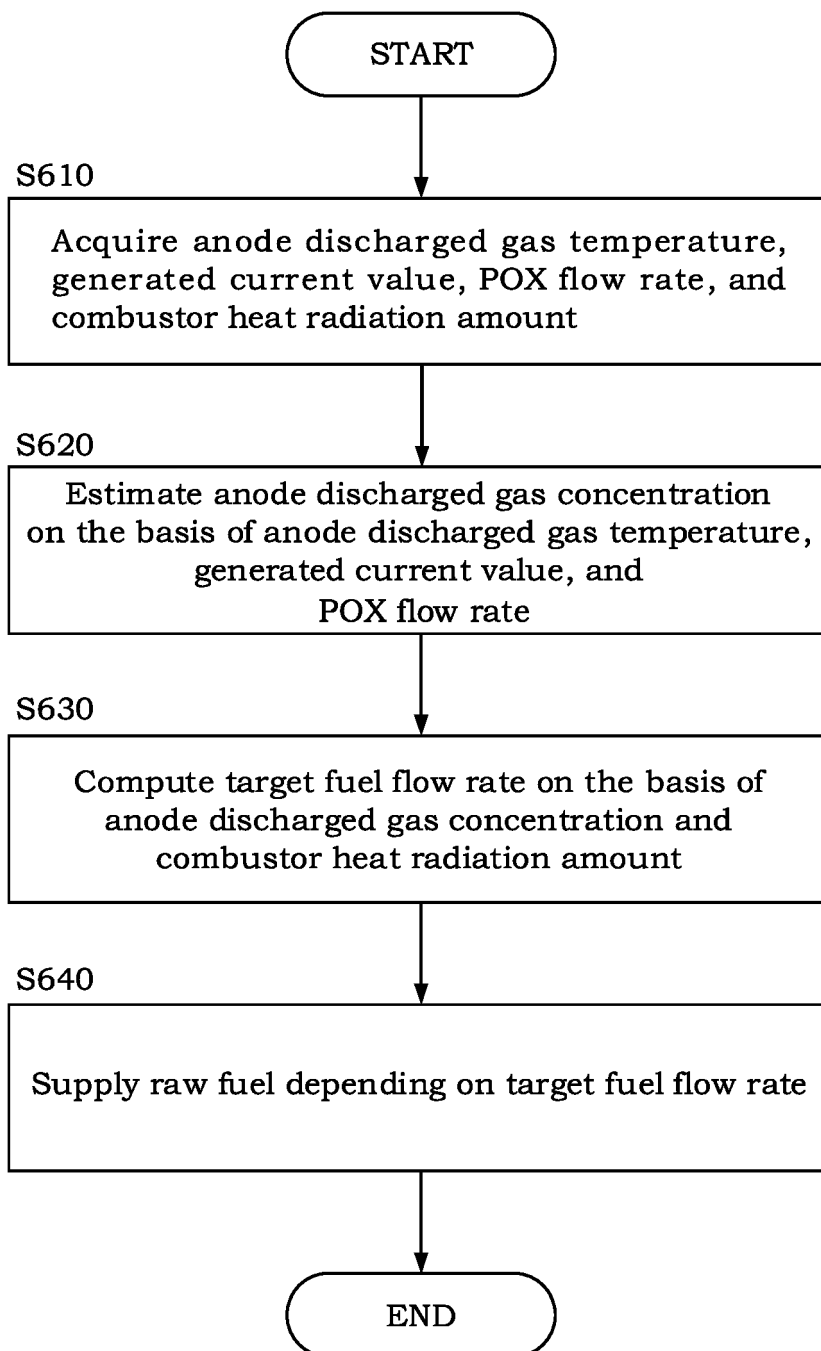 START
S610
Acquire anode discharged gas temperature,
generated current value, POX flow rate, and
combustor heat radiation amount
S620
Estimate anode discharged gas concentration
on the basis of anode discharged gas temperature,
generated current value, and
POX flow rate
S630
Compute target fuel flow rate on the basis of
anode discharged gas concentration and
combustor heat radiation amount
S640
Supply raw fuel depending on target fuel flow rate
END